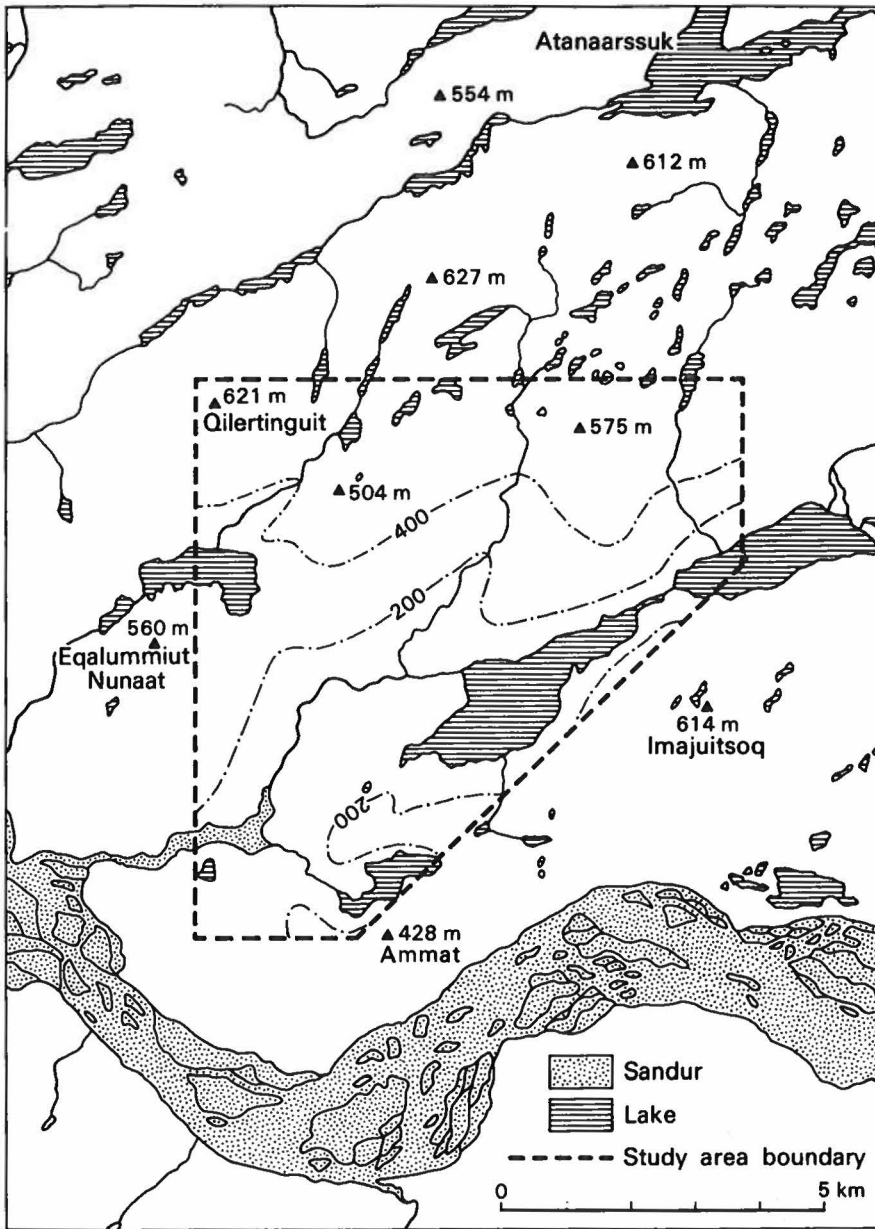 Atanaarssuk
554 m
612 m
627 m
621 m
Qilertinguit
575 m
504 m
400
200
560 m
Eqalummiut
Nunaat
614 m
Imajuitsoq
200
428 m
Ammat
Sandur
Lake
Study area boundary
0 5 km